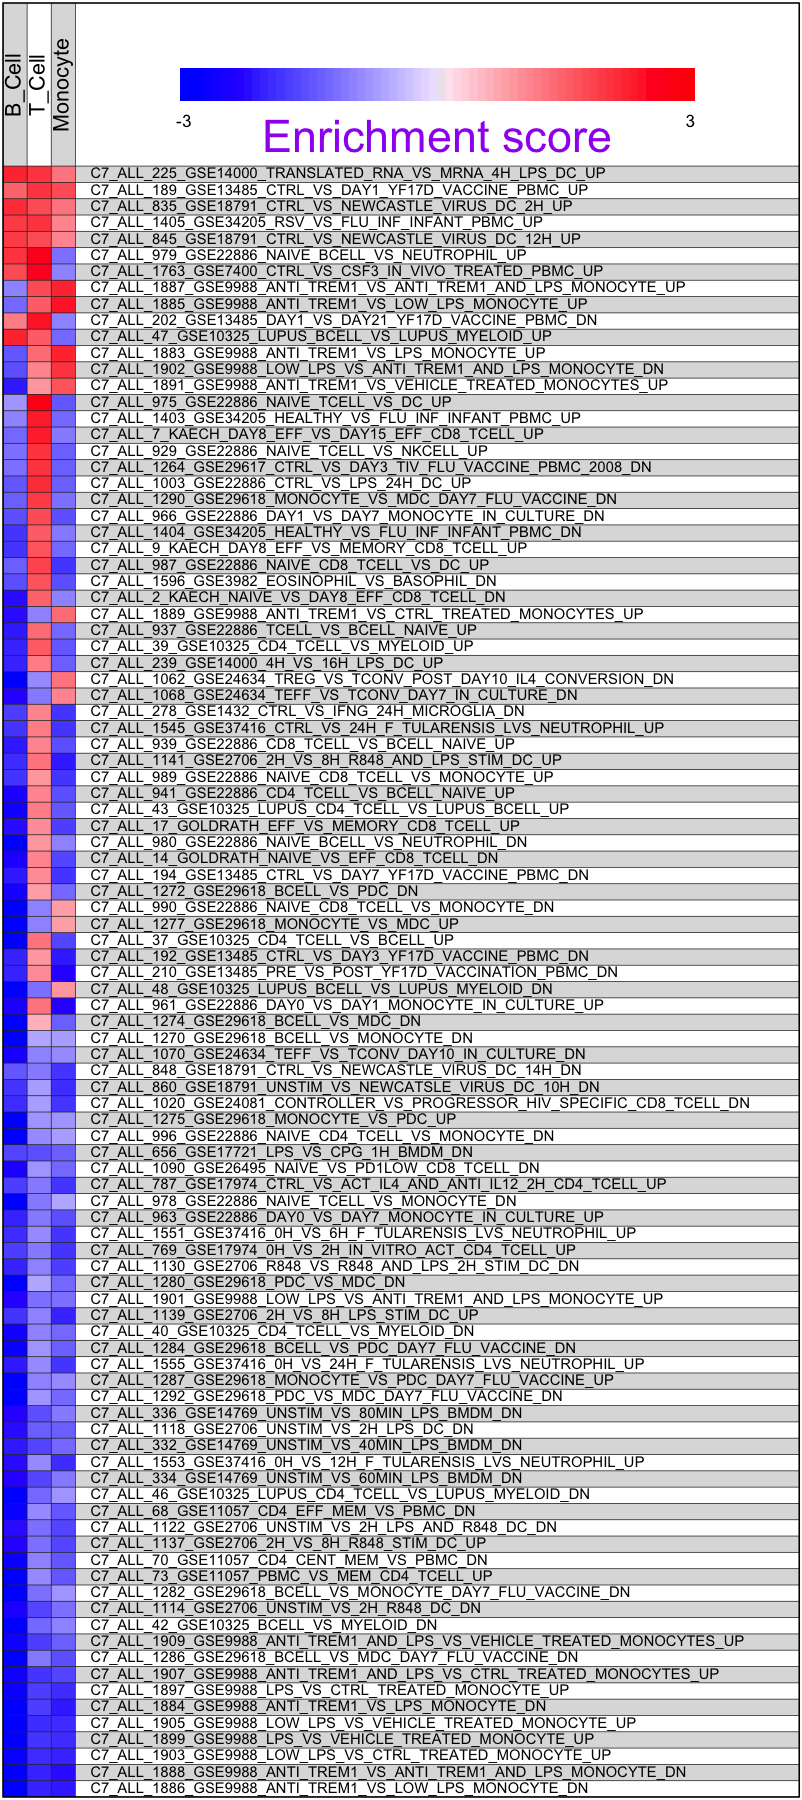 B_Cell
T_Cell
Monocyte
-3
3
Enrichment score
C7_ALL_225_GSE14000_TRANSLATED_RNA_VS_MRNA_4H_LPS_DC_UP
C7_ALL_189_GSE13485_CTRL_VS_DAY1_YF17D_VACCINE_PBMC_UP
C7_ALL_835_GSE18791_CTRL_VS_NEWCASTLE_VIRUS_DC_2H_UP
C7_ALL_1405_GSE34205_RSV_VS_FLU_INF_INFANT_PBMC_UP
C7_ALL_845_GSE18791_CTRL_VS_NEWCASTLE_VIRUS_DC_12H_UP
C7_ALL_979_GSE22886_NAIVE_BCELL_VS_NEUTROPHIL_UP
C7_ALL_1763_GSE7400_CTRL_VS_CSF3_IN_VIVO_TREATED_PBMC_UP
C7_ALL_1887_GSE9988_ANTI_TREM1_VS_ANTI_TREM1_AND_LPS_MONOCYTE_UP
C7_ALL_1885_GSE9988_ANTI_TREM1_VS_LOW_LPS_MONOCYTE_UP
C7_ALL_202_GSE13485_DAY1_VS_DAY21_YF17D_VACCINE_PBMC_DN
C7_ALL_47_GSE10325_LUPUS_BCELL_VS_LUPUS_MYELOID_UP
C7_ALL_1883_GSE9988_ANTI_TREM1_VS_LPS_MONOCYTE_UP
C7_ALL_1902_GSE9988_LOW_LPS_VS_ANTI_TREM1_AND_LPS_MONOCYTE_DN
C7_ALL_1891_GSE9988_ANTI_TREM1_VS_VEHICLE_TREATED_MONOCYTES_UP
C7_ALL_975_GSE22886_NAIVE_TCELL_VS_DC_UP
C7_ALL_1403_GSE34205_HEALTHY_VS_FLU_INF_INFANT_PBMC_UP
C7_ALL_7_KAECH_DAY8_EFF_VS_DAY15_EFF_CD8_TCELL_UP
C7_ALL_929_GSE22886_NAIVE_TCELL_VS_NKCELL_UP
C7_ALL_1264_GSE29617_CTRL_VS_DAY3_TIV_FLU_VACCINE_PBMC_2008_DN
C7_ALL_1003_GSE22886_CTRL_VS_LPS_24H_DC_UP
C7_ALL_1290_GSE29618_MONOCYTE_VS_MDC_DAY7_FLU_VACCINE_DN
C7_ALL_966_GSE22886_DAY1_VS_DAY7_MONOCYTE_IN_CULTURE_DN
C7_ALL_1404_GSE34205_HEALTHY_VS_FLU_INF_INFANT_PBMC_DN
C7_ALL_9_KAECH_DAY8_EFF_VS_MEMORY_CD8_TCELL_UP
C7_ALL_987_GSE22886_NAIVE_CD8_TCELL_VS_DC_UP
C7_ALL_1596_GSE3982_EOSINOPHIL_VS_BASOPHIL_DN
C7_ALL_2_KAECH_NAIVE_VS_DAY8_EFF_CD8_TCELL_DN
C7_ALL_1889_GSE9988_ANTI_TREM1_VS_CTRL_TREATED_MONOCYTES_UP
C7_ALL_937_GSE22886_TCELL_VS_BCELL_NAIVE_UP
C7_ALL_39_GSE10325_CD4_TCELL_VS_MYELOID_UP
C7_ALL_239_GSE14000_4H_VS_16H_LPS_DC_UP
C7_ALL_1062_GSE24634_TREG_VS_TCONV_POST_DAY10_IL4_CONVERSION_DN
C7_ALL_1068_GSE24634_TEFF_VS_TCONV_DAY7_IN_CULTURE_DN
C7_ALL_278_GSE1432_CTRL_VS_IFNG_24H_MICROGLIA_DN
C7_ALL_1545_GSE37416_CTRL_VS_24H_F_TULARENSIS_LVS_NEUTROPHIL_UP
C7_ALL_939_GSE22886_CD8_TCELL_VS_BCELL_NAIVE_UP
C7_ALL_1141_GSE2706_2H_VS_8H_R848_AND_LPS_STIM_DC_UP
C7_ALL_989_GSE22886_NAIVE_CD8_TCELL_VS_MONOCYTE_UP
C7_ALL_941_GSE22886_CD4_TCELL_VS_BCELL_NAIVE_UP
C7_ALL_43_GSE10325_LUPUS_CD4_TCELL_VS_LUPUS_BCELL_UP
C7_ALL_17_GOLDRATH_EFF_VS_MEMORY_CD8_TCELL_UP
C7_ALL_980_GSE22886_NAIVE_BCELL_VS_NEUTROPHIL_DN
C7_ALL_14_GOLDRATH_NAIVE_VS_EFF_CD8_TCELL_DN
C7_ALL_194_GSE13485_CTRL_VS_DAY7_YF17D_VACCINE_PBMC_DN
C7_ALL_1272_GSE29618_BCELL_VS_PDC_DN
C7_ALL_990_GSE22886_NAIVE_CD8_TCELL_VS_MONOCYTE_DN
C7_ALL_1277_GSE29618_MONOCYTE_VS_MDC_UP
C7_ALL_37_GSE10325_CD4_TCELL_VS_BCELL_UP
C7_ALL_192_GSE13485_CTRL_VS_DAY3_YF17D_VACCINE_PBMC_DN
C7_ALL_210_GSE13485_PRE_VS_POST_YF17D_VACCINATION_PBMC_DN
C7_ALL_48_GSE10325_LUPUS_BCELL_VS_LUPUS_MYELOID_DN
C7_ALL_961_GSE22886_DAY0_VS_DAY1_MONOCYTE_IN_CULTURE_UP
C7_ALL_1274_GSE29618_BCELL_VS_MDC_DN
C7_ALL_1270_GSE29618_BCELL_VS_MONOCYTE_DN
C7_ALL_1070_GSE24634_TEFF_VS_TCONV_DAY10_IN_CULTURE_DN
C7_ALL_848_GSE18791_CTRL_VS_NEWCASTLE_VIRUS_DC_14H_DN
C7_ALL_860_GSE18791_UNSTIM_VS_NEWCATSLE_VIRUS_DC_10H_DN
C7_ALL_1020_GSE24081_CONTROLLER_VS_PROGRESSOR_HIV_SPECIFIC_CD8_TCELL_DN
C7_ALL_1275_GSE29618_MONOCYTE_VS_PDC_UP
C7_ALL_996_GSE22886_NAIVE_CD4_TCELL_VS_MONOCYTE_DN
C7_ALL_656_GSE17721_LPS_VS_CPG_1H_BMDM_DN
C7_ALL_1090_GSE26495_NAIVE_VS_PD1LOW_CD8_TCELL_DN
C7_ALL_787_GSE17974_CTRL_VS_ACT_IL4_AND_ANTI_IL12_2H_CD4_TCELL_UP
C7_ALL_978_GSE22886_NAIVE_TCELL_VS_MONOCYTE_DN
C7_ALL_963_GSE22886_DAY0_VS_DAY7_MONOCYTE_IN_CULTURE_UP
C7_ALL_1551_GSE37416_0H_VS_6H_F_TULARENSIS_LVS_NEUTROPHIL_UP
C7_ALL_769_GSE17974_0H_VS_2H_IN_VITRO_ACT_CD4_TCELL_UP
C7_ALL_1130_GSE2706_R848_VS_R848_AND_LPS_2H_STIM_DC_DN
C7_ALL_1280_GSE29618_PDC_VS_MDC_DN
C7_ALL_1901_GSE9988_LOW_LPS_VS_ANTI_TREM1_AND_LPS_MONOCYTE_UP
C7_ALL_1139_GSE2706_2H_VS_8H_LPS_STIM_DC_UP
C7_ALL_40_GSE10325_CD4_TCELL_VS_MYELOID_DN
C7_ALL_1284_GSE29618_BCELL_VS_PDC_DAY7_FLU_VACCINE_DN
C7_ALL_1555_GSE37416_0H_VS_24H_F_TULARENSIS_LVS_NEUTROPHIL_UP
C7_ALL_1287_GSE29618_MONOCYTE_VS_PDC_DAY7_FLU_VACCINE_UP
C7_ALL_1292_GSE29618_PDC_VS_MDC_DAY7_FLU_VACCINE_DN
C7_ALL_336_GSE14769_UNSTIM_VS_80MIN_LPS_BMDM_DN
C7_ALL_1118_GSE2706_UNSTIM_VS_2H_LPS_DC_DN
C7_ALL_332_GSE14769_UNSTIM_VS_40MIN_LPS_BMDM_DN
C7_ALL_1553_GSE37416_0H_VS_12H_F_TULARENSIS_LVS_NEUTROPHIL_UP
C7_ALL_334_GSE14769_UNSTIM_VS_60MIN_LPS_BMDM_DN
C7_ALL_46_GSE10325_LUPUS_CD4_TCELL_VS_LUPUS_MYELOID_DN
C7_ALL_68_GSE11057_CD4_EFF_MEM_VS_PBMC_DN
C7_ALL_1122_GSE2706_UNSTIM_VS_2H_LPS_AND_R848_DC_DN
C7_ALL_1137_GSE2706_2H_VS_8H_R848_STIM_DC_UP
C7_ALL_70_GSE11057_CD4_CENT_MEM_VS_PBMC_DN
C7_ALL_73_GSE11057_PBMC_VS_MEM_CD4_TCELL_UP
C7_ALL_1282_GSE29618_BCELL_VS_MONOCYTE_DAY7_FLU_VACCINE_DN
C7_ALL_1114_GSE2706_UNSTIM_VS_2H_R848_DC_DN
C7_ALL_42_GSE10325_BCELL_VS_MYELOID_DN
C7_ALL_1909_GSE9988_ANTI_TREM1_AND_LPS_VS_VEHICLE_TREATED_MONOCYTES_UP
C7_ALL_1286_GSE29618_BCELL_VS_MDC_DAY7_FLU_VACCINE_DN
C7_ALL_1907_GSE9988_ANTI_TREM1_AND_LPS_VS_CTRL_TREATED_MONOCYTES_UP
C7_ALL_1897_GSE9988_LPS_VS_CTRL_TREATED_MONOCYTE_UP
C7_ALL_1884_GSE9988_ANTI_TREM1_VS_LPS_MONOCYTE_DN
C7_ALL_1905_GSE9988_LOW_LPS_VS_VEHICLE_TREATED_MONOCYTE_UP
C7_ALL_1899_GSE9988_LPS_VS_VEHICLE_TREATED_MONOCYTE_UP
C7_ALL_1903_GSE9988_LOW_LPS_VS_CTRL_TREATED_MONOCYTE_UP
C7_ALL_1888_GSE9988_ANTI_TREM1_VS_ANTI_TREM1_AND_LPS_MONOCYTE_DN
C7_ALL_1886_GSE9988_ANTI_TREM1_VS_LOW_LPS_MONOCYTE_DN